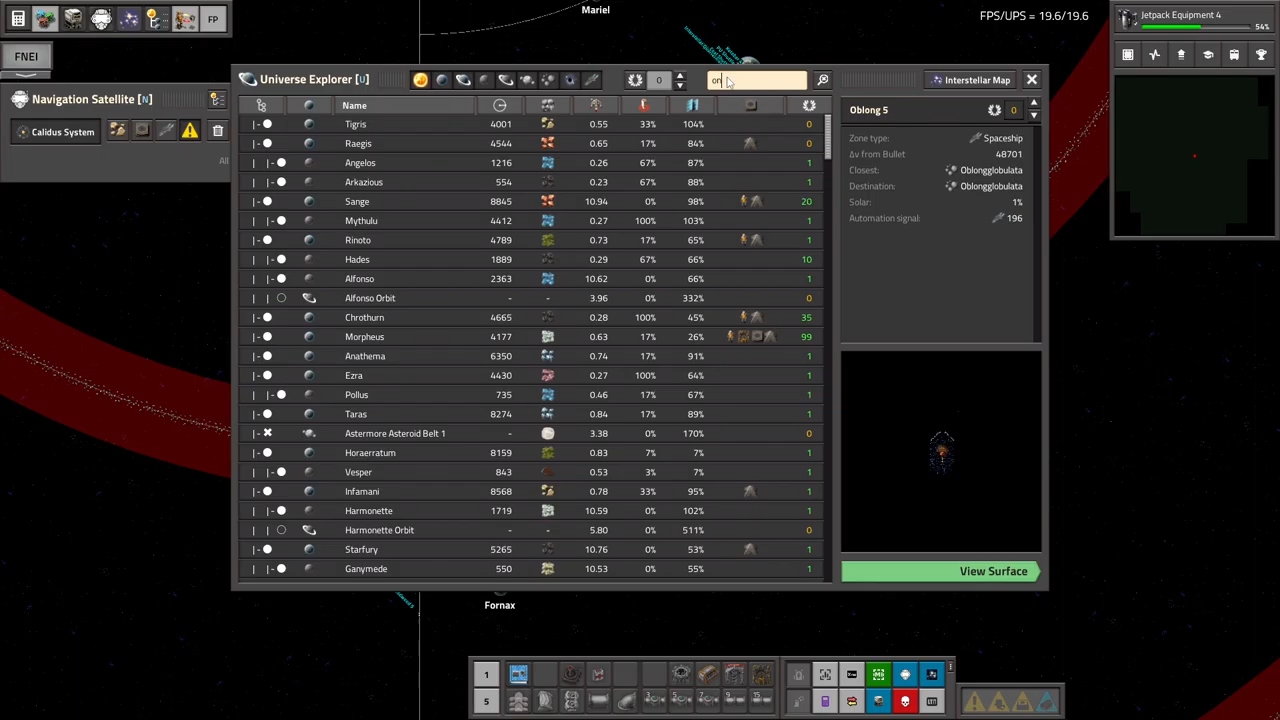 Mariel
FPS/UPS = 19.6/19.6
FP
Jetpack Equipment 4
54%
FNEI
Navigation Satellite [N]
Calidus System
All
Universe Explorer [U]
0
on
Interstellar Map
Name
Tigris 4001 0.55 33% 104% 0
Raegis 4544 0.65 17% 84% 0
Angelos 1216 0.26 67% 87% 1
Arkazious 554 0.23 67% 88% 1
Sange 8845 10.94 0% 98% 20
Mythulu 4412 0.27 100% 103% 1
Rinoto 4789 0.73 17% 65% 1
Hades 1889 0.29 67% 66% 10
Alfonso 2363 10.62 0% 66% 1
Alfonso Orbit - - 3.96 0% 332% 0
Chrothurn 4665 0.28 100% 45% 35
Morpheus 4177 0.63 17% 26% 99
Anathema 6350 0.74 17% 91% 1
Ezra 4430 0.27 100% 64% 1
Pollus 735 0.46 17% 67% 1
Taras 8274 0.84 17% 89% 1
Astermore Asteroid Belt 1 - 3.38 0% 170% 0
Horaerratum 8159 0.83 7% 7% 1
Vesper 843 0.53 3% 7% 1
Infamani 8568 0.78 33% 95% 1
Harmonette 1719 10.59 0% 102% 1
Harmonette Orbit - - 5.80 0% 511% 0
Starfury 5265 10.76 0% 53% 1
Ganymede 550 10.53 0% 55% 1
Oblong 5 0
Zone type: Spaceship
Δv from Bullet 48701
Closest: Oblongglobulata
Destination: Oblongglobulata
Solar: 1%
Automation signal: 196
View Surface
Fornax
1
5
3 5 7 9 15